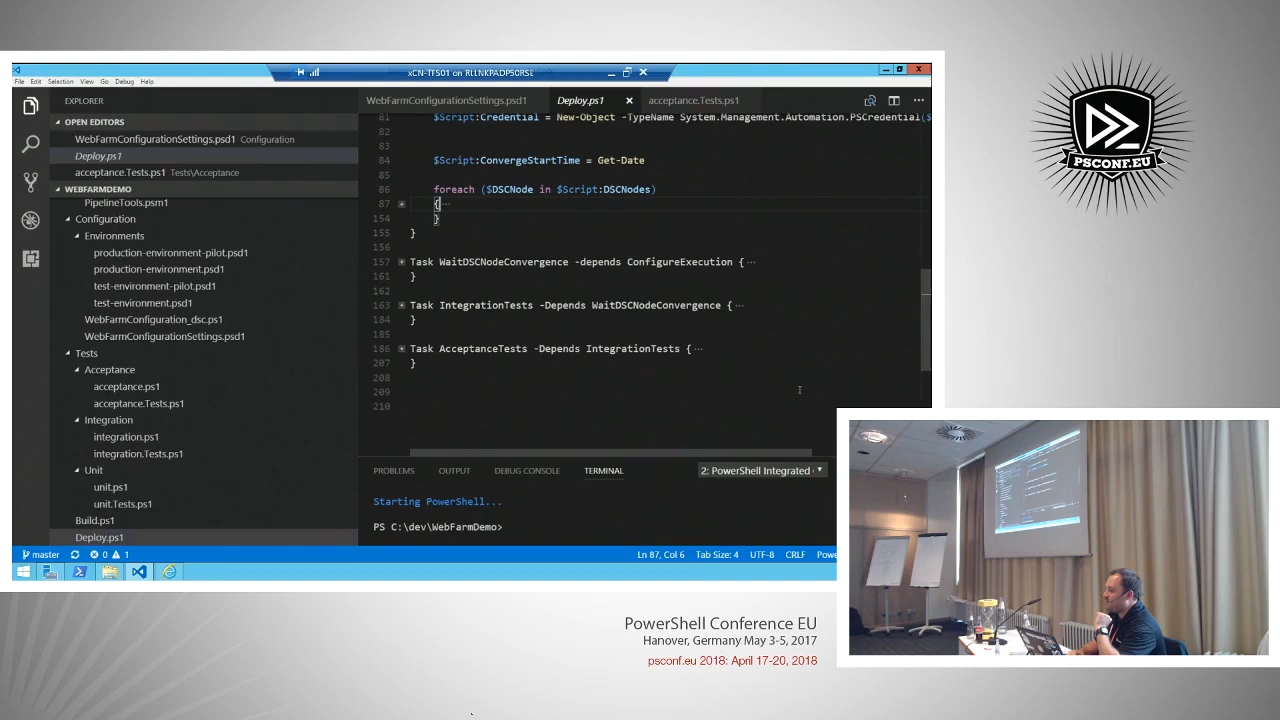 xCN-TFS01 on RLLNKPADP50RSE
File Edit Selection View Go Debug Help
EXPLORER
OPEN EDITORS
WebFarmConfigurationSettings.psd1 Configuration
Deploy.ps1
acceptance.Tests.ps1 Tests\Acceptance
WEBFARMDEMO
PipelineTools.psm1
Configuration
Environments
production-environment-pilot.psd1
production-environment.psd1
test-environment-pilot.psd1
test-environment.psd1
WebFarmConfiguration_dsc.ps1
WebFarmConfigurationSettings.psd1
Tests
Acceptance
acceptance.ps1
acceptance.Tests.ps1
Integration
integration.ps1
integration.Tests.ps1
Unit
unit.ps1
unit.Tests.ps1
Build.ps1
Deploy.ps1
WebFarmConfigurationSettings.psd1 Deploy.ps1 acceptance.Tests.ps1
81 $Script:Credential = New-Object -TypeName System.Management.Automation.PSCredential($
82
83
84 $Script:ConvergeStartTime = Get-Date
85
86 foreach ($DSCNode in $Script:DSCNodes)
87 {···
154 }
155 }
156
157 Task WaitDSCNodeConvergence -depends ConfigureExecution {···
161 }
162
163 Task IntegrationTests -Depends WaitDSCNodeConvergence {···
184 }
185
186 Task AcceptanceTests -Depends IntegrationTests {···
207 }
208
209
210
PROBLEMS OUTPUT DEBUG CONSOLE TERMINAL 2: PowerShell Integrated
Starting PowerShell...
PS C:\dev\WebFarmDemo>
master 0 1 Ln 87, Col 6 Tab Size: 4 UTF-8 CRLF Powe
PSCONF.EU
PowerShell Conference EU
Hanover, Germany May 3-5, 2017
psconf.eu 2018: April 17-20, 2018